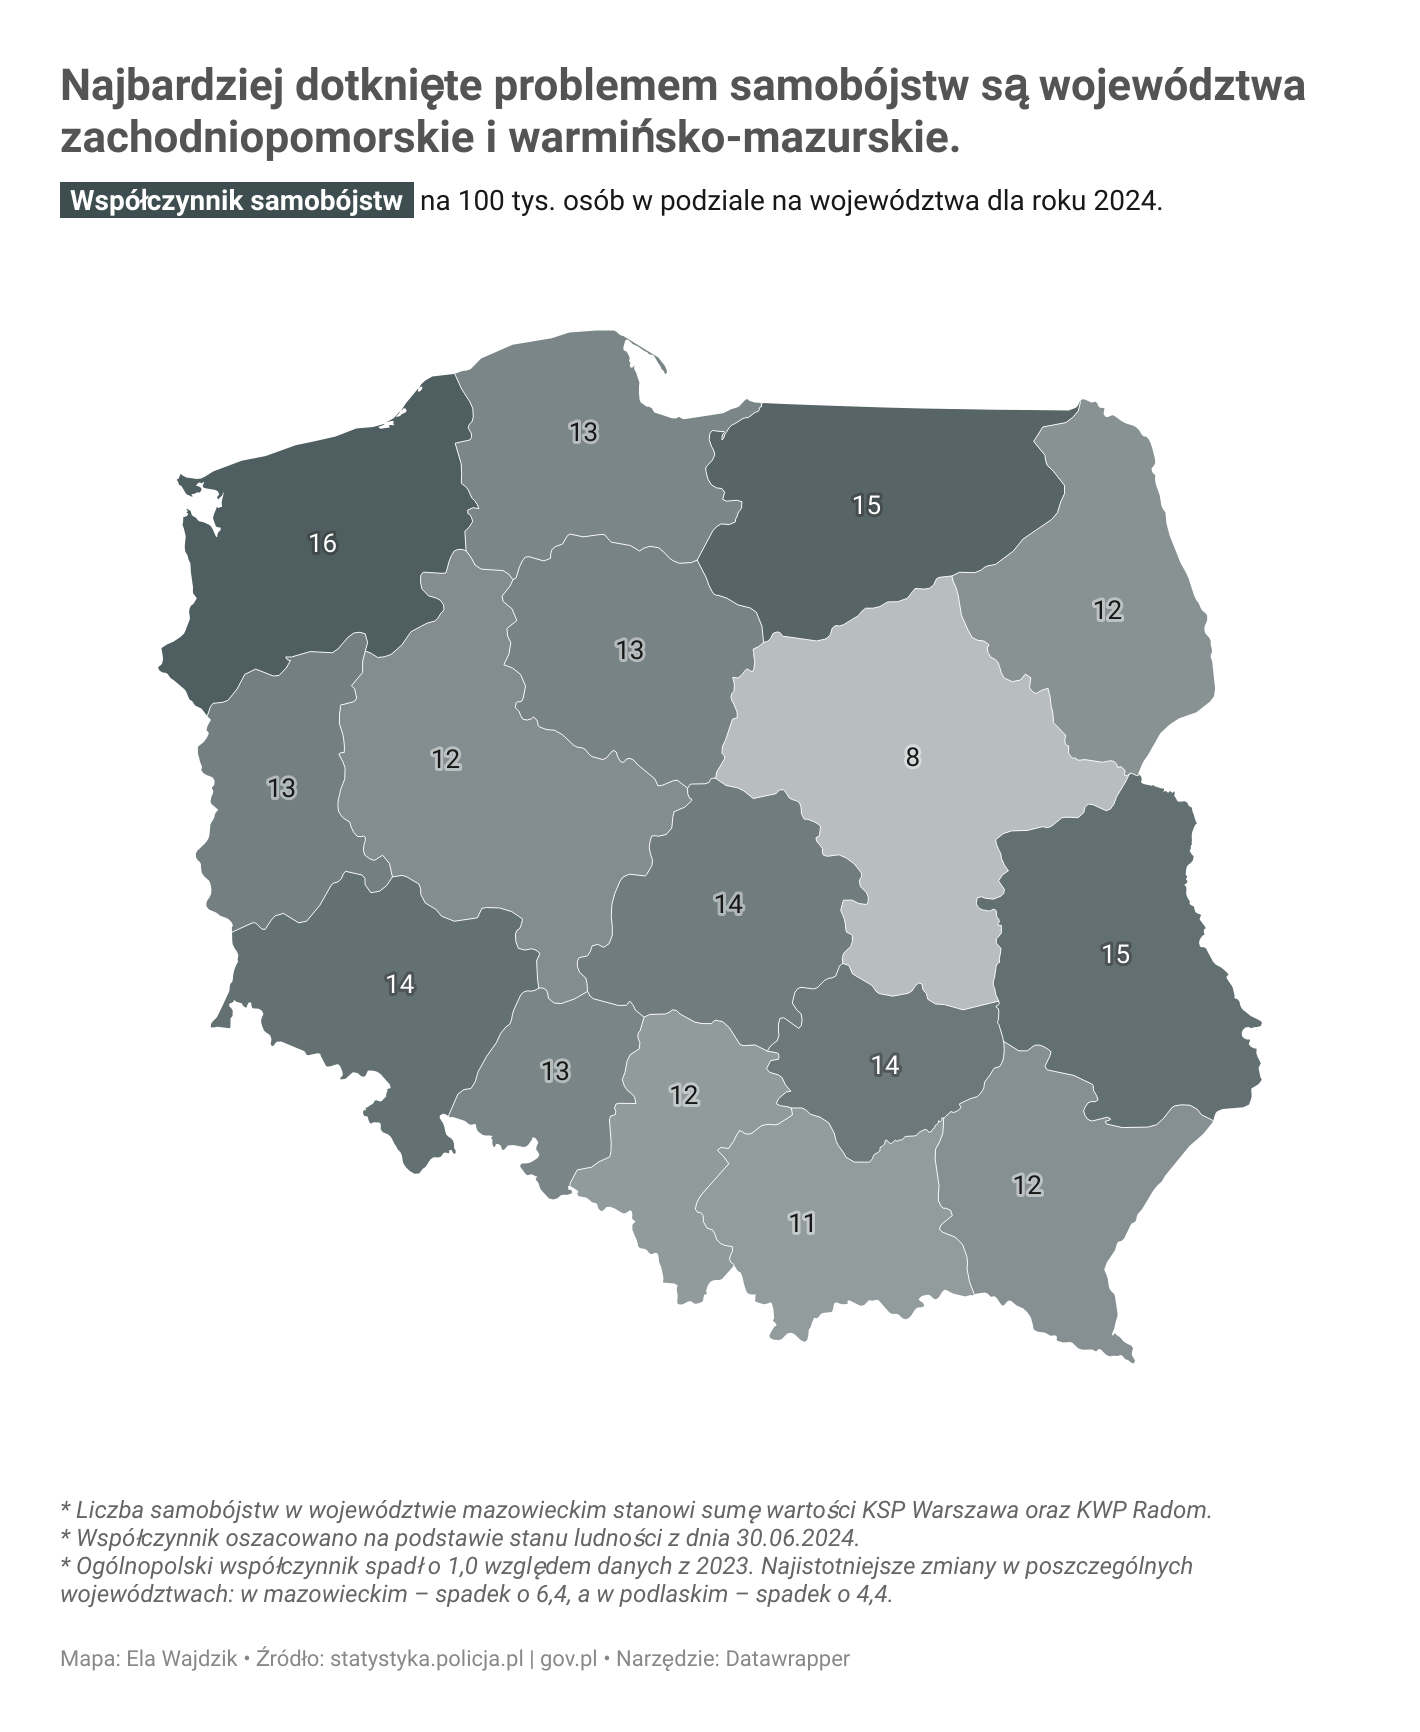 Najbardziej dotknięte problemem samobójstw są województwa
zachodniopomorskie i warmińsko-mazurskie.
Współczynnik samobójstw na 100 tys. osób w podziale na województwa dla roku 2024.
13
15
16
12
13
12
8
13
14
15
14
14
13
12
12
11
* Liczba samobójstw w województwie mazowieckim stanowi sumę wartości KSP Warszawa oraz KWP Radom.
* Współczynnik oszacowano na podstawie stanu ludności z dnia 30.06.2024.
* Ogólnopolski współczynnik spadł o 1,0 względem danych z 2023. Najistotniejsze zmiany w poszczególnych
województwach: w mazowieckim – spadek o 6,4, a w podlaskim – spadek o 4,4.
Mapa: Ela Wajdzik • Źródło: statystyka.policja.pl | gov.pl • Narzędzie: Datawrapper